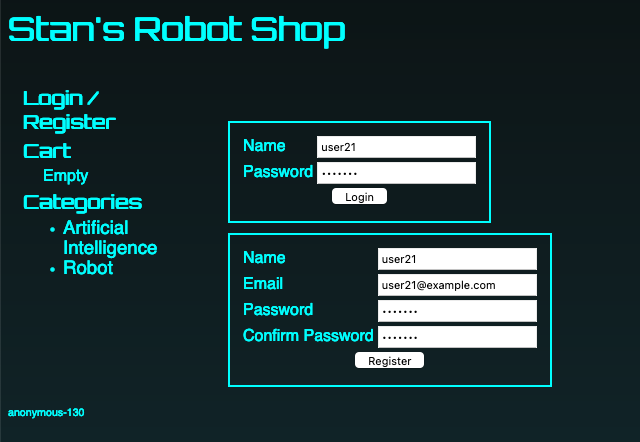 Stan's Robot Shop
Login /
Register
Cart
Empty
Categories
Artificial
Intelligence
Robot
Name user21
Password •••••••
Login
Name user21
Email user21@example.com
Password •••••••
Confirm Password •••••••
Register
anonymous-130